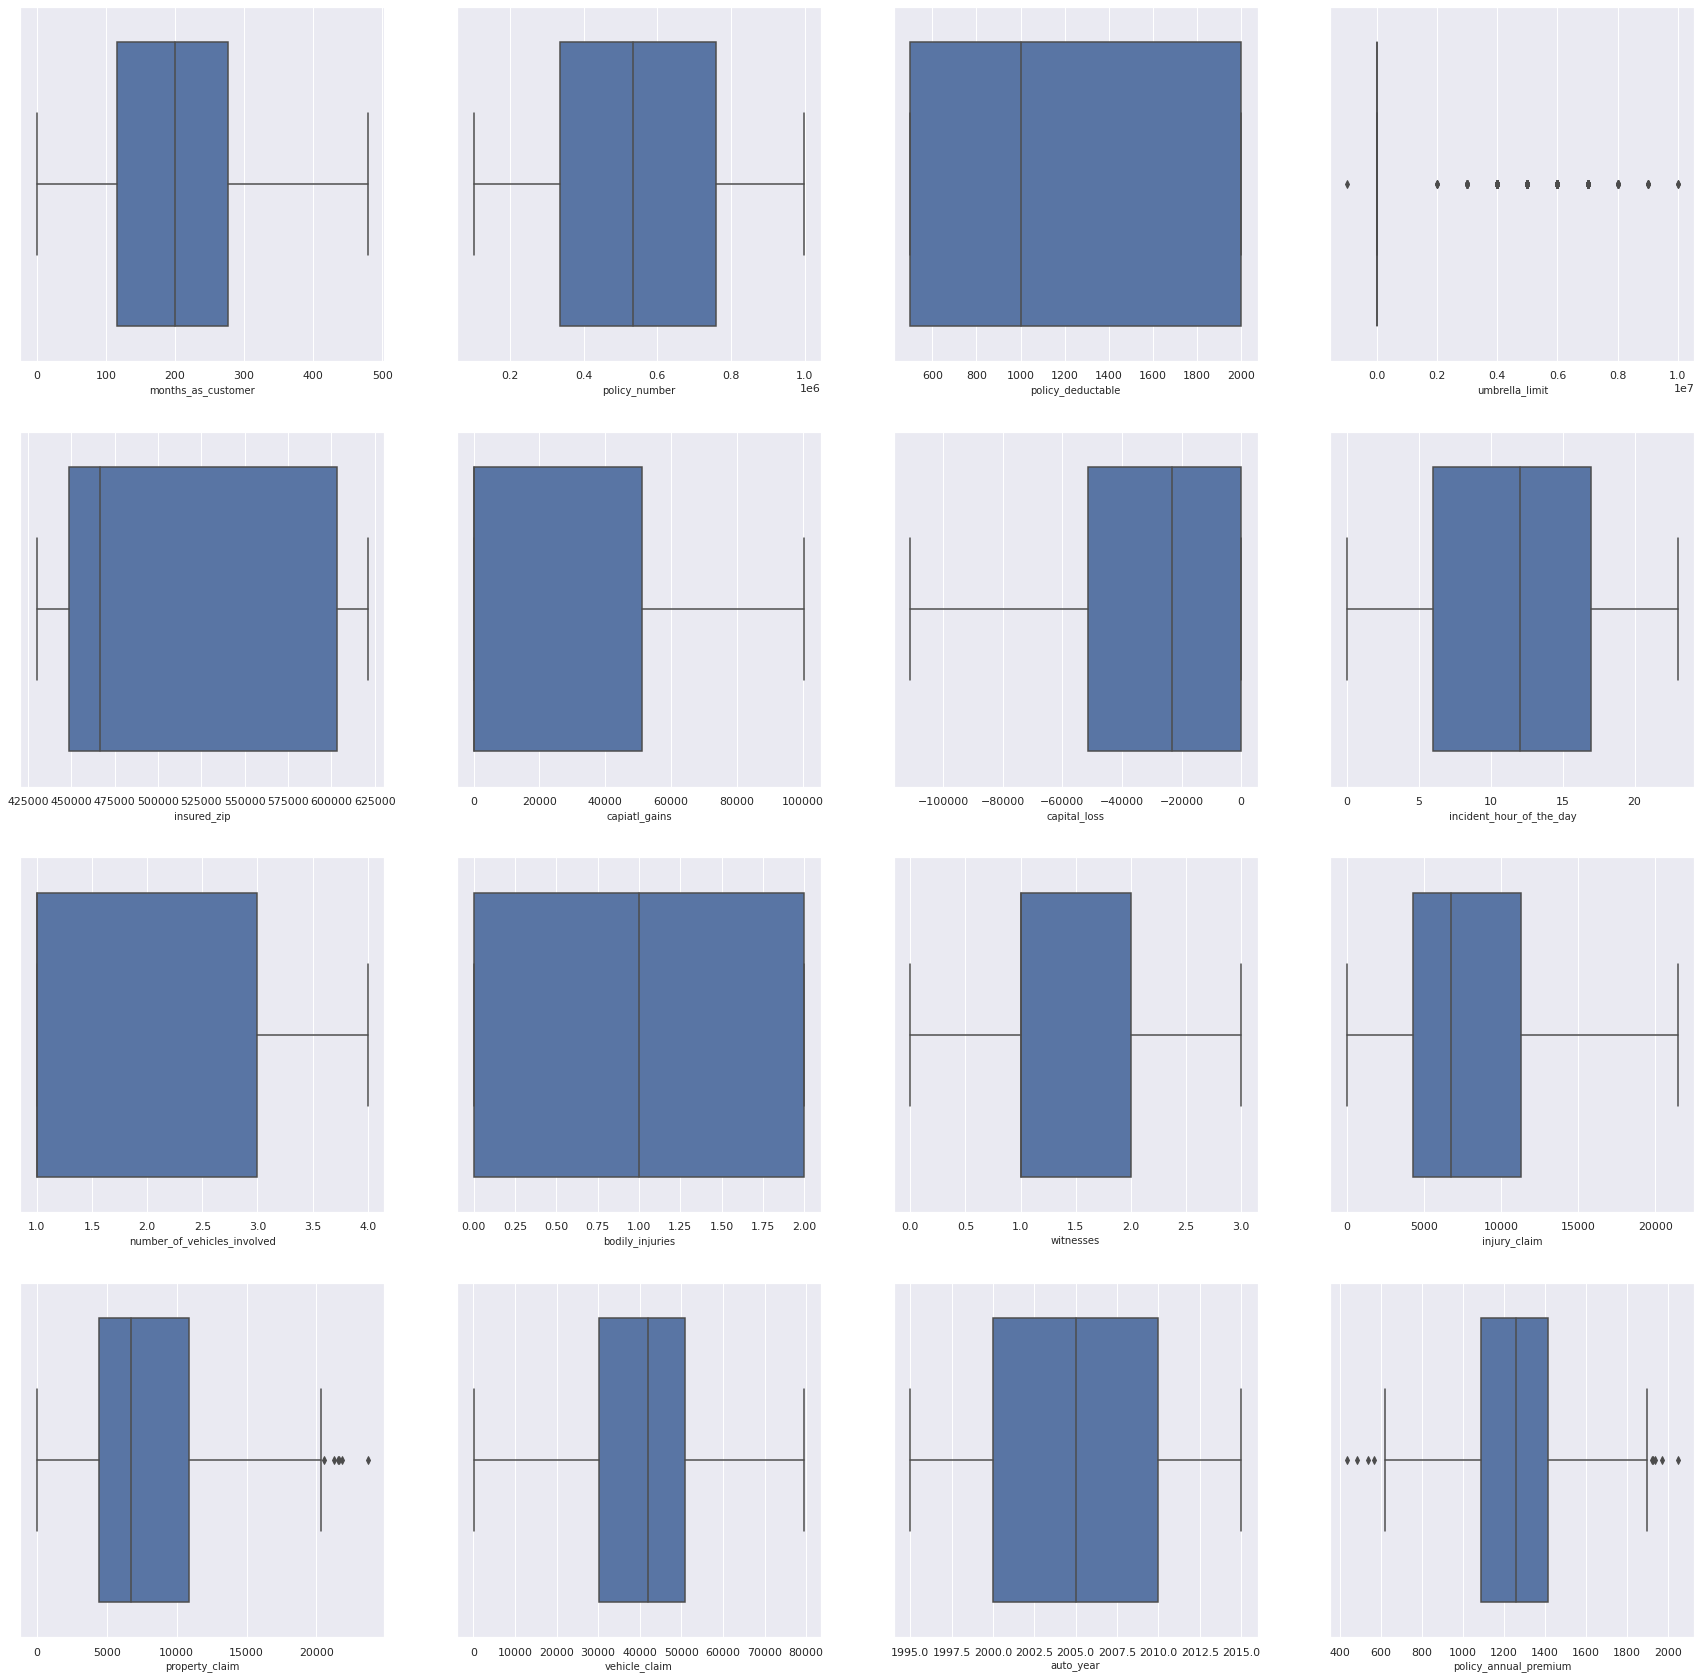 0 100 200 300 400 500
months_as_customer
0.2 0.4 0.6 0.8 1.0
1e6
policy_number
600 800 1000 1200 1400 1600 1800 2000
policy_deductable
0.0 0.2 0.4 0.6 0.8 1.0
1e7
umbrella_limit
425000 450000 475000 500000 525000 550000 575000 600000 625000
insured_zip
0 20000 40000 60000 80000 100000
capiatl_gains
−100000 −80000 −60000 −40000 −20000 0
capital_loss
0 5 10 15 20
incident_hour_of_the_day
1.0 1.5 2.0 2.5 3.0 3.5 4.0
number_of_vehicles_involved
0.00 0.25 0.50 0.75 1.00 1.25 1.50 1.75 2.00
bodily_injuries
0.0 0.5 1.0 1.5 2.0 2.5 3.0
witnesses
0 5000 10000 15000 20000
injury_claim
0 5000 10000 15000 20000
property_claim
0 10000 20000 30000 40000 50000 60000 70000 80000
vehicle_claim
1995.0 1997.5 2000.0 2002.5 2005.0 2007.5 2010.0 2012.5 2015.0
auto_year
400 600 800 1000 1200 1400 1600 1800 2000
policy_annual_premium